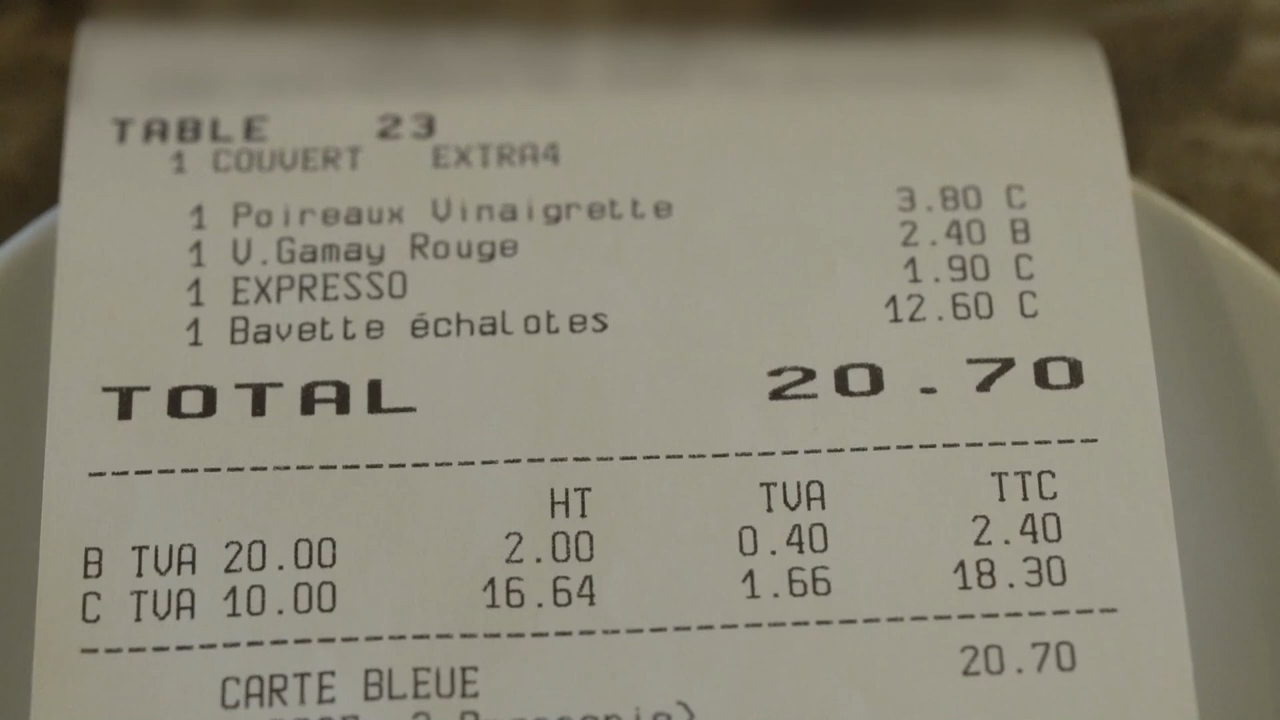 TABLE 23
1 COUVERT EXTRA4
1 Poireaux Vinaigrette 3.80 C
1 V.Gamay Rouge 2.40 B
1 EXPRESSO 1.90 C
1 Bavette échalotes 12.60 C
TOTAL 20.70
HT TVA TTC
B TVA 20.00 2.00 0.40 2.40
C TVA 10.00 16.64 1.66 18.30
CARTE BLEUE 20.70